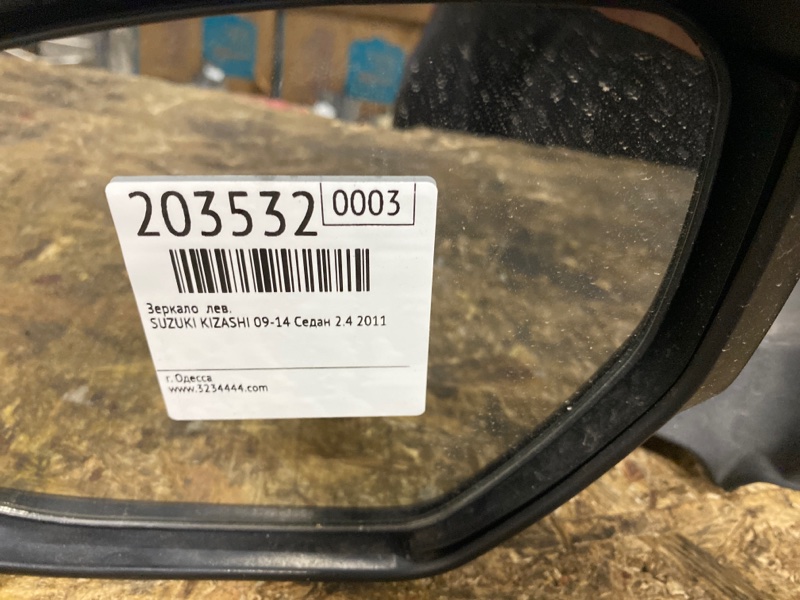 203532 0003
Зеркало лев.
SUZUKI KIZASHI 09-14 Седан 2.4 2011
г. Одесса
www.3234444.com